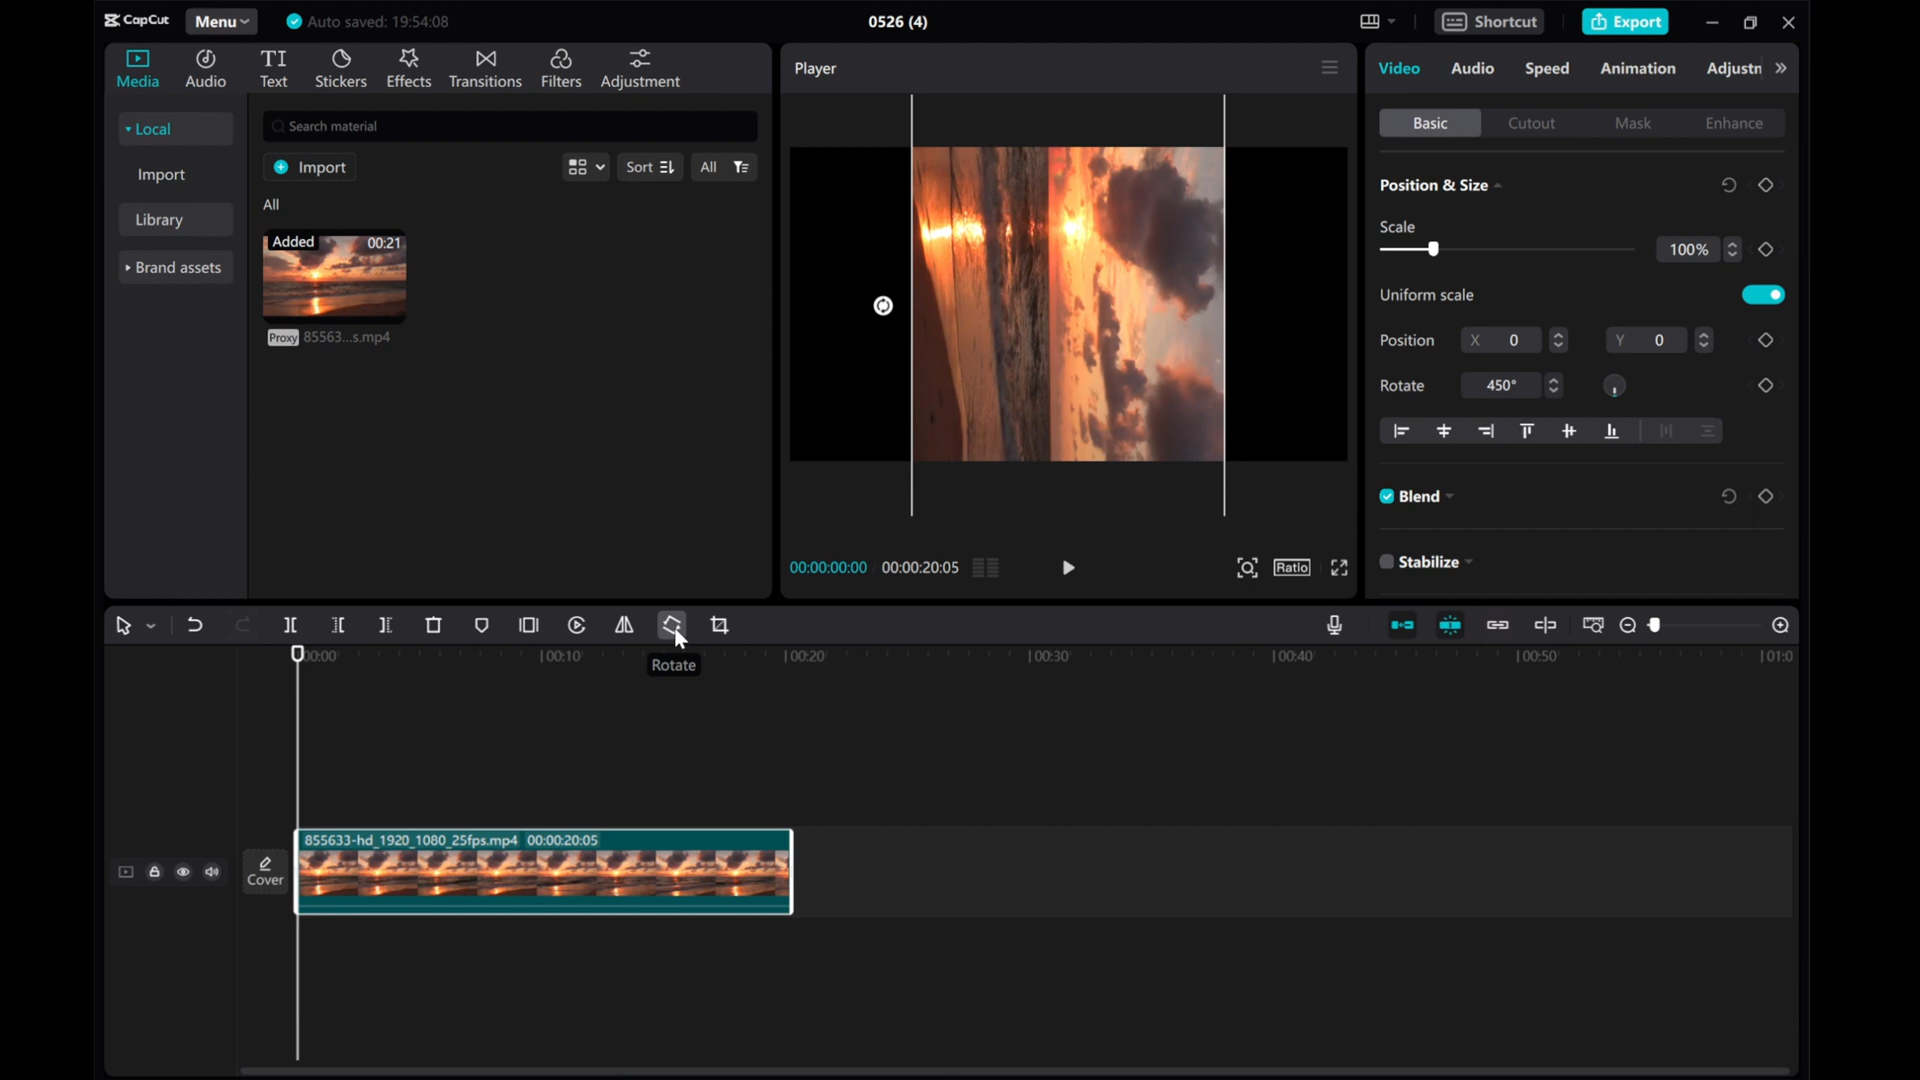 CapCut
Menu
Auto saved: 19:54:08
0526 (4)
Shortcut
Export
Media
Audio
Text
Stickers
Effects
Transitions
Filters
Adjustment
Local
Import
Library
Brand assets
Search material
Import
Sort
All
All
Added
00:21
Proxy
85563...s.mp4
Player
00:00:00:00
00:00:20:05
Ratio
Video
Audio
Speed
Animation
Adjustn
Basic
Cutout
Mask
Enhance
Position & Size
Scale
100%
Uniform scale
Position
X 0
Y 0
Rotate
450°
Blend
Stabilize
Rotate
00:00
00:10
00:20
00:30
00:40
00:50
01:0
Cover
855633-hd_1920_1080_25fps.mp4 00:00:20:05